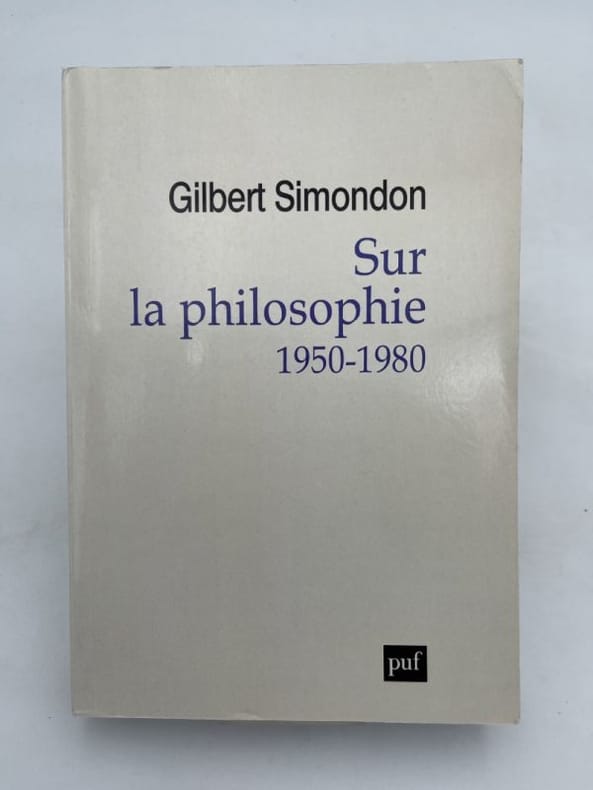 Gilbert Simondon
Sur
la philosophie
1950-1980
puf